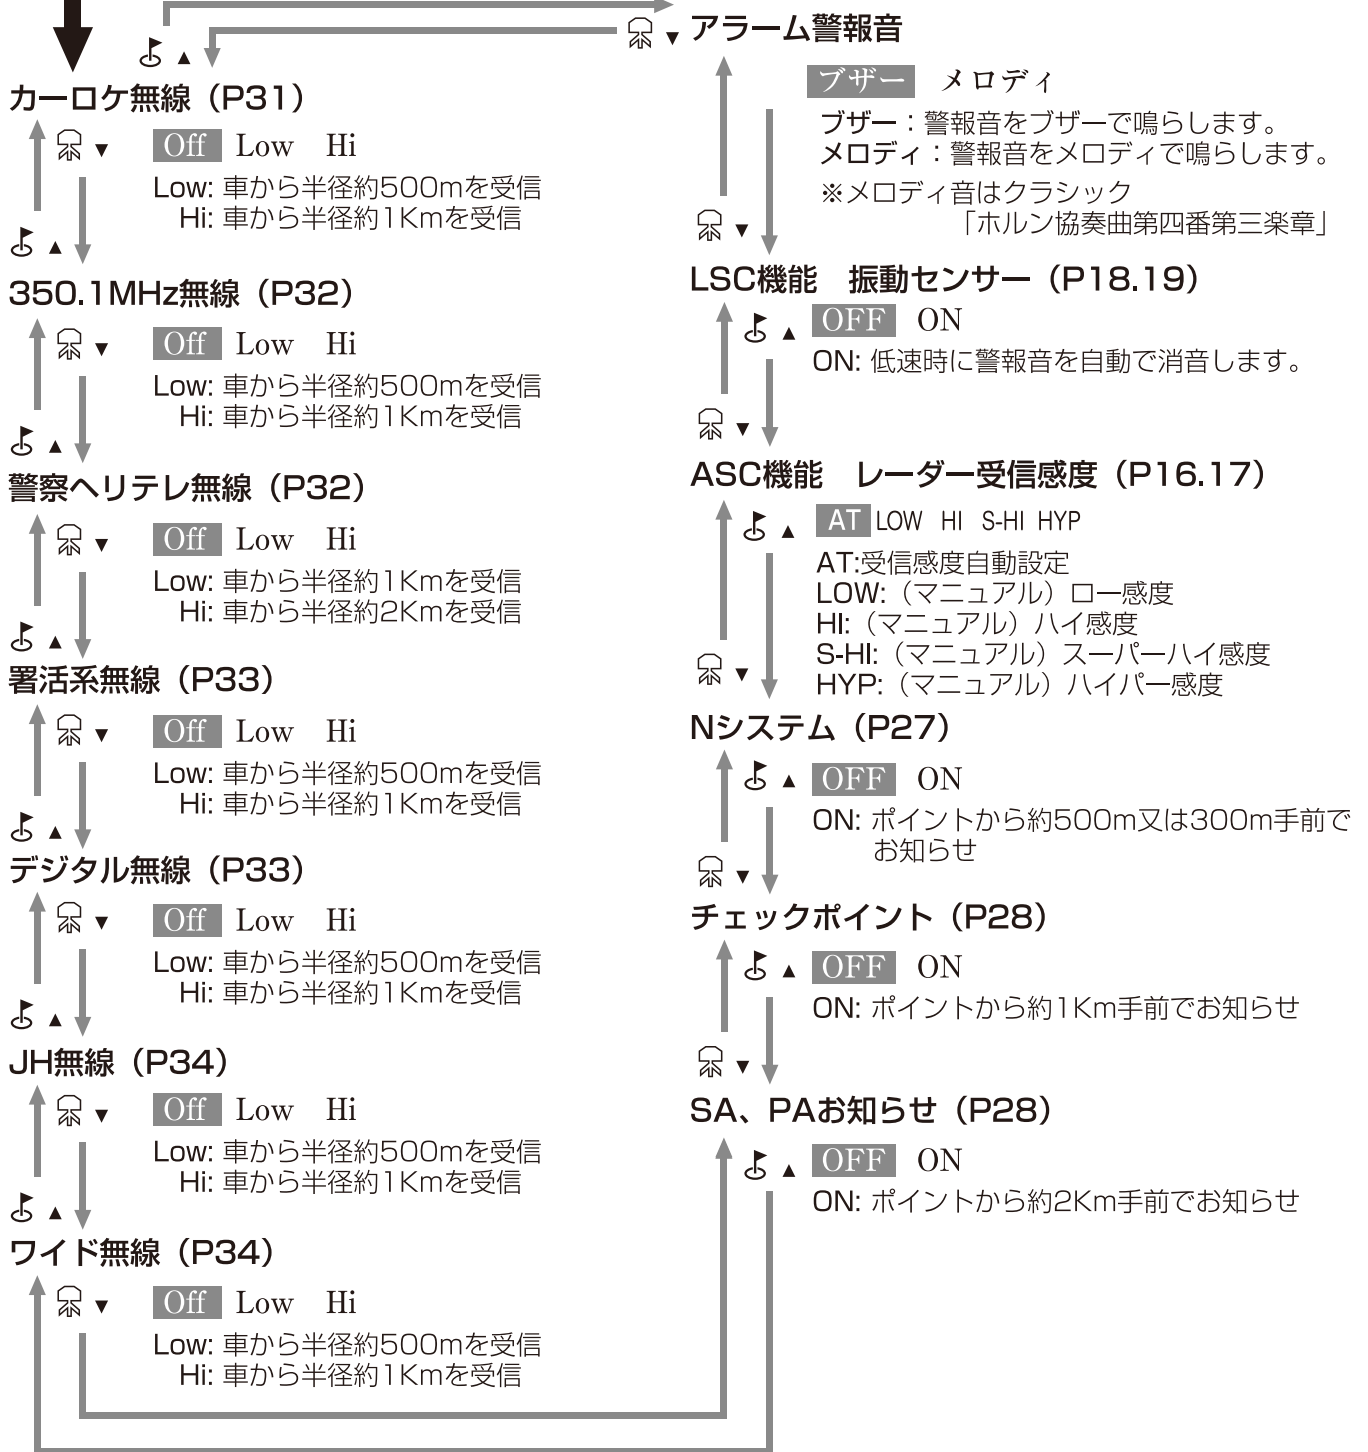 カーロケ無線（P31）
Off Low Hi
Low: 車から半径約500mを受信
Hi: 車から半径約1Kmを受信
350.1MHz無線（P32）
Off Low Hi
Low: 車から半径約500mを受信
Hi: 車から半径約1Kmを受信
警察ヘリテレ無線（P32）
Off Low Hi
Low: 車から半径約1Kmを受信
Hi: 車から半径約2Kmを受信
署活系無線（P33）
Off Low Hi
Low: 車から半径約500mを受信
Hi: 車から半径約1Kmを受信
デジタル無線（P33）
Off Low Hi
Low: 車から半径約500mを受信
Hi: 車から半径約1Kmを受信
JH無線（P34）
Off Low Hi
Low: 車から半径約500mを受信
Hi: 車から半径約1Kmを受信
ワイド無線（P34）
Off Low Hi
Low: 車から半径約500mを受信
Hi: 車から半径約1Kmを受信
アラーム警報音
ブザー メロディ
ブザー：警報音をブザーで鳴らします。
メロディ：警報音をメロディで鳴らします。
※メロディ音はクラシック
「ホルン協奏曲第四番第三楽章」
LSC機能 振動センサー（P18.19）
OFF ON
ON: 低速時に警報音を自動で消音します。
ASC機能 レーダー受信感度（P16.17）
AT LOW HI S-HI HYP
AT:受信感度自動設定
LOW:（マニュアル）ロー感度
HI:（マニュアル）ハイ感度
S-HI:（マニュアル）スーパーハイ感度
HYP:（マニュアル）ハイパー感度
Nシステム（P27）
OFF ON
ON: ポイントから約500m又は300m手前で
お知らせ
チェックポイント（P28）
OFF ON
ON: ポイントから約1Km手前でお知らせ
SA、PAお知らせ（P28）
OFF ON
ON: ポイントから約2Km手前でお知らせ